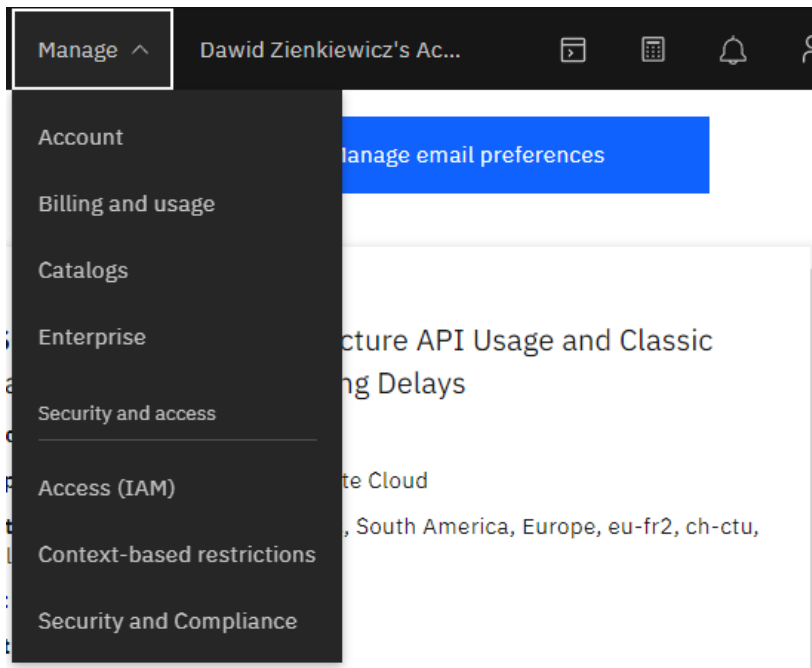 Manage
Dawid Zienkiewicz's Ac...
Account
Manage email preferences
Billing and usage
Catalogs
Enterprise
cture API Usage and Classic
ng Delays
Security and access
Access (IAM)
te Cloud
, South America, Europe, eu-fr2, ch-ctu,
Context-based restrictions
Security and Compliance